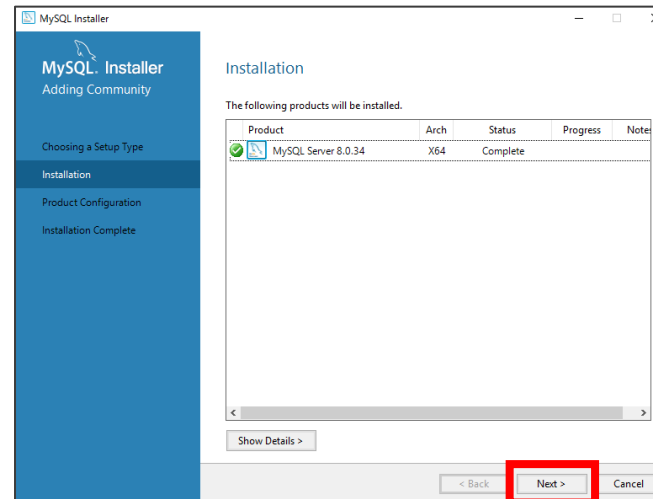 MySQL Installer
MySQL. Installer
Adding Community
Choosing a Setup Type
Installation
Product Configuration
Installation Complete
Installation
The following products will be installed.
Product Arch Status Progress Notes
MySQL Server 8.0.34 X64 Complete
Show Details >
< Back Next > Cancel